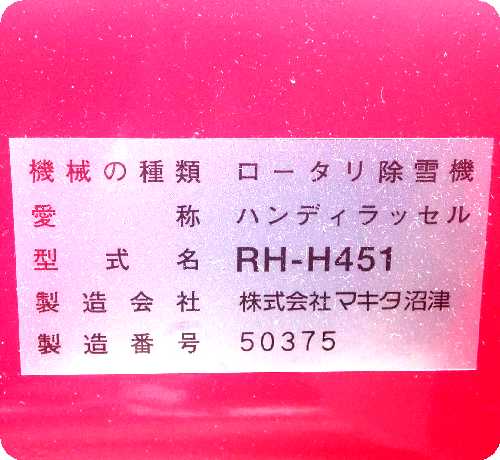 機械の種類 ロータリ除雪機
愛称 ハンディラッセル
型式名 RH-H451
製造会社 株式会社マキタ沼津
製造番号 50375